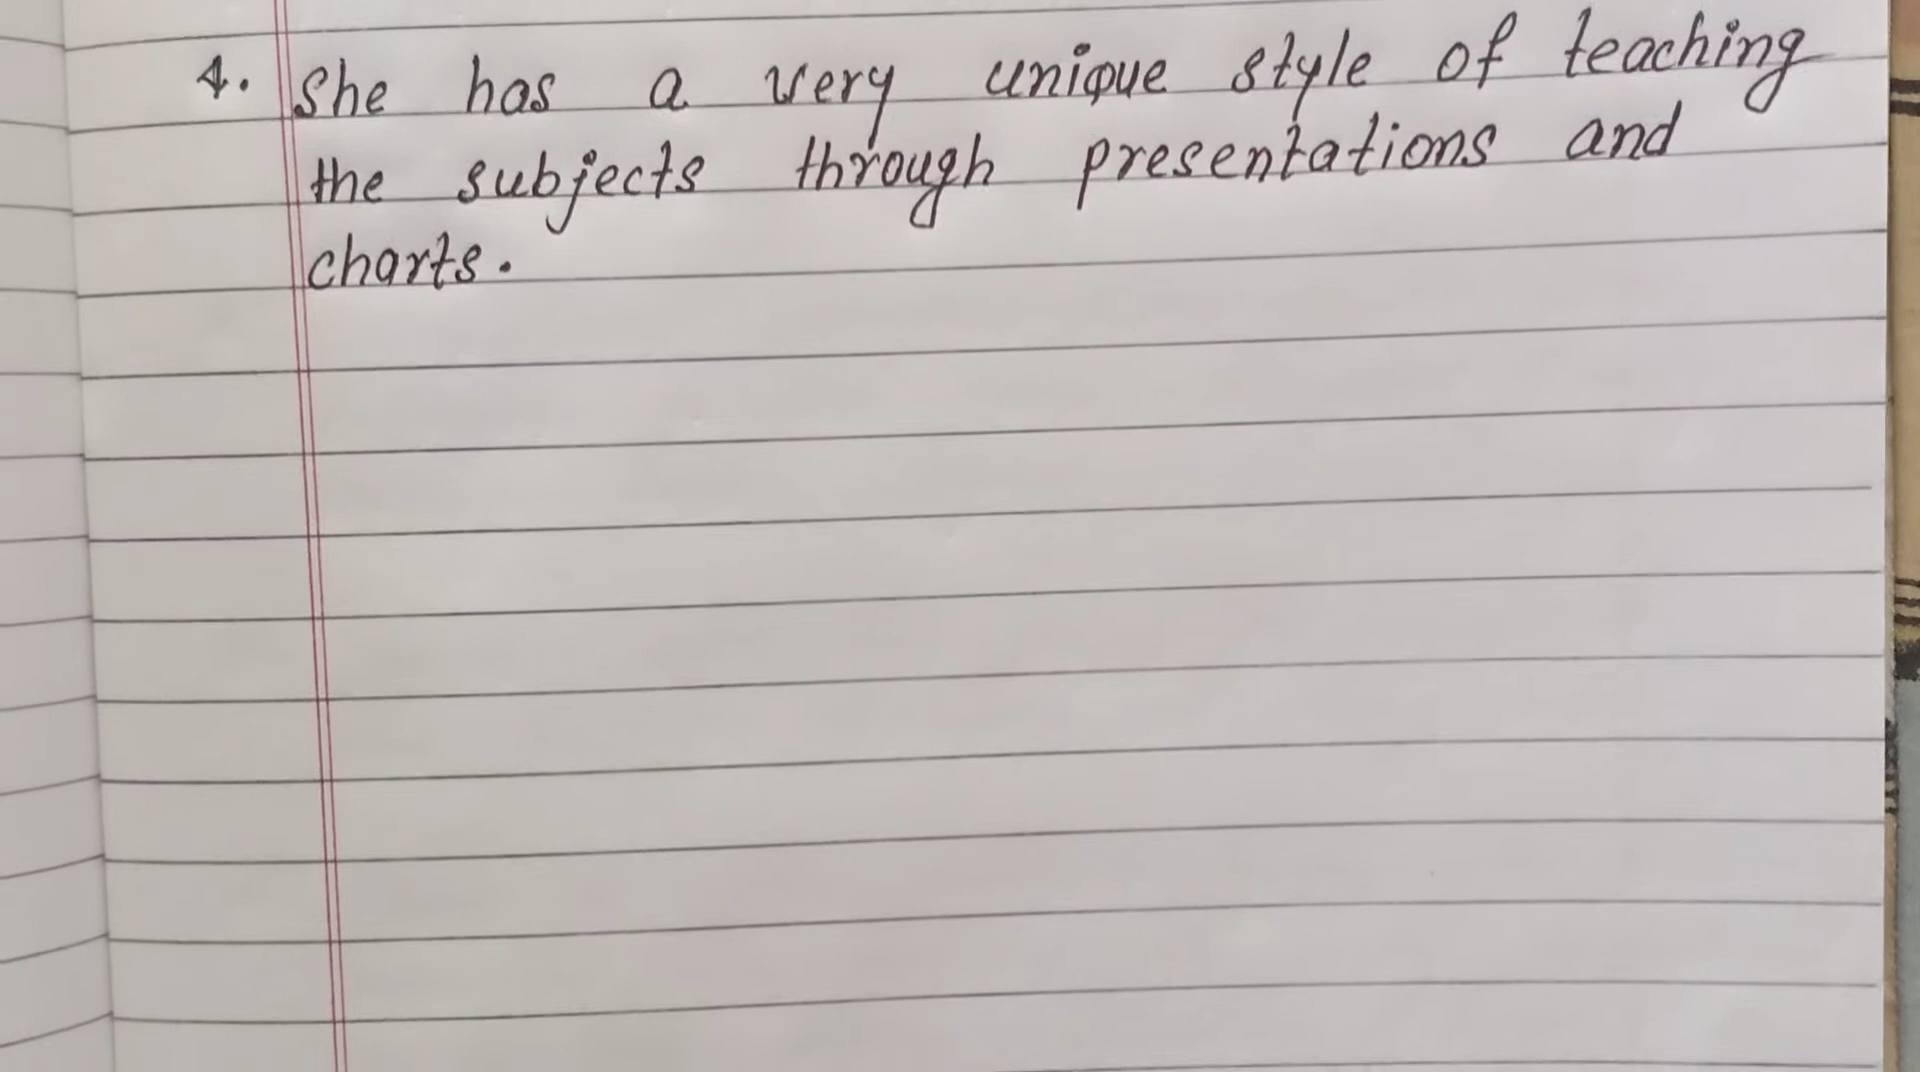 4. She has a very unique style of teaching
the subjects through presentations and
charts.